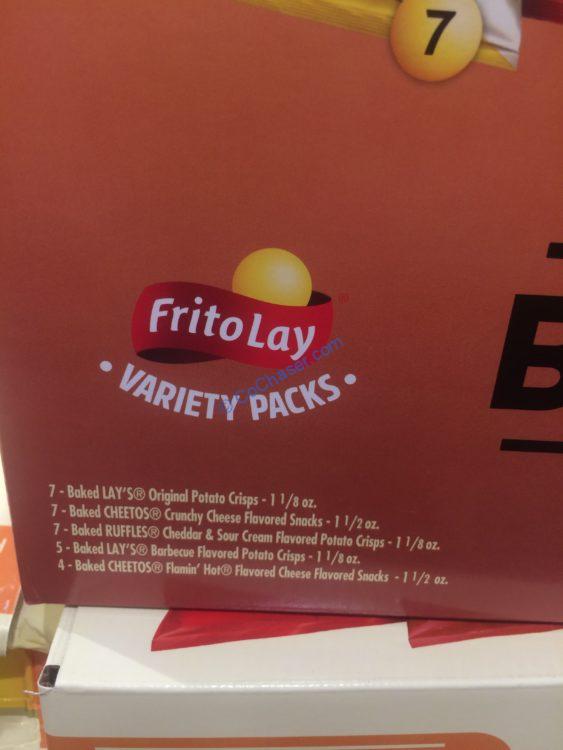 7
FritoLay®
• VARIETY PACKS •
CoChaser.com
B
7 - Baked LAY'S® Original Potato Crisps - 1 1/8 oz.
7 - Baked CHEETOS® Crunchy Cheese Flavored Snacks - 1 1/2 oz.
7 - Baked RUFFLES® Cheddar & Sour Cream Flavored Potato Crisps - 1 1/8 oz.
5 - Baked LAY'S® Barbecue Flavored Potato Crisps - 1 1/8 oz.
4 - Baked CHEETOS® Flamin' Hot® Flavored Cheese Flavored Snacks - 1 1/2 oz.